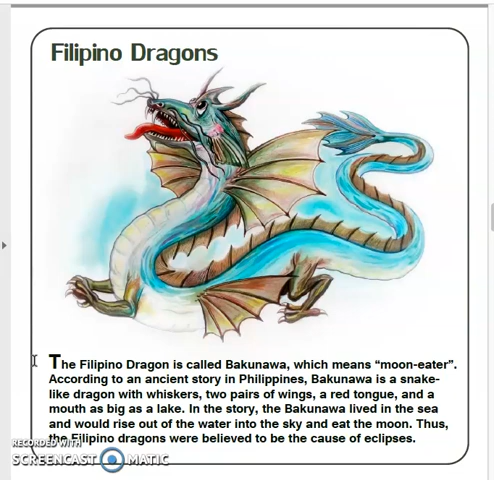 Filipino Dragons
The Filipino Dragon is called Bakunawa, which means “moon-eater”.
According to an ancient story in Philippines, Bakunawa is a snake-
like dragon with whiskers, two pairs of wings, a red tongue, and a
mouth as big as a lake. In the story, the Bakunawa lived in the sea
and would rise out of the water into the sky and eat the moon. Thus,
the Filipino dragons were believed to be the cause of eclipses.
RECORDED WITH
SCREENCAST MATIC